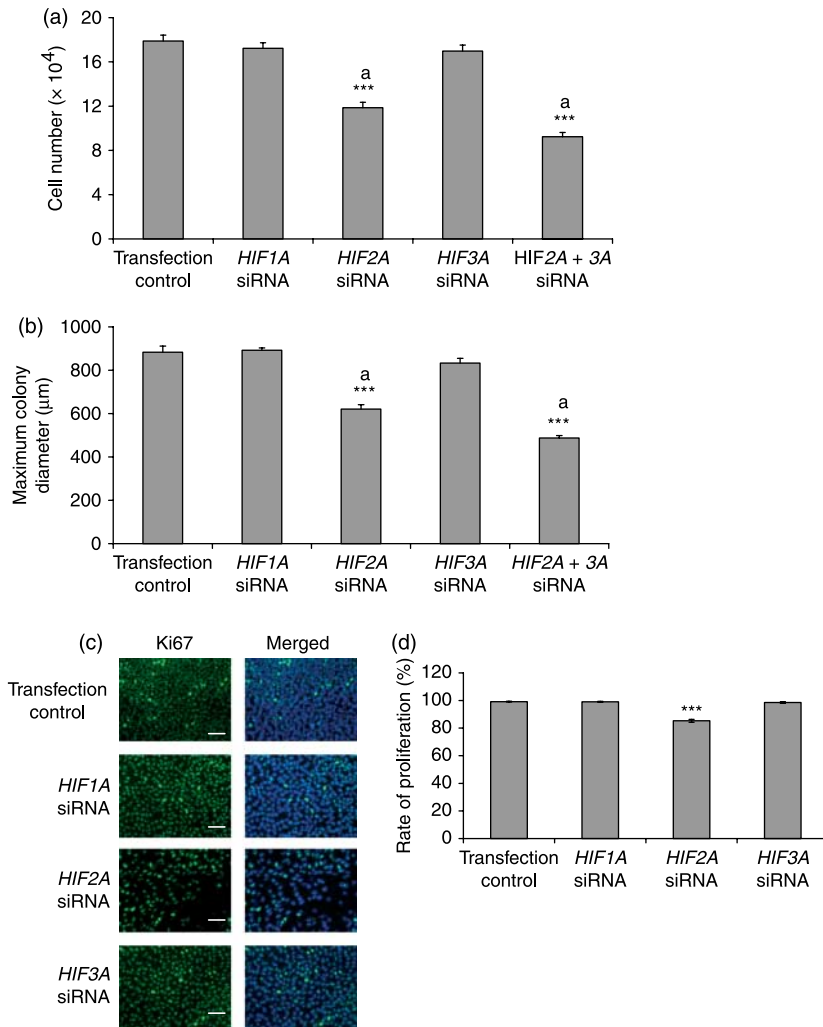 (a)
20
16
12
8
4
0
Cell number (× 10⁴)
a
***
a
***
Transfection control
HIF1A siRNA
HIF2A siRNA
HIF3A siRNA
HIF2A + 3A siRNA
(b)
1000
800
600
400
200
0
Maximum colony diameter (µm)
a
***
a
***
Transfection control
HIF1A siRNA
HIF2A siRNA
HIF3A siRNA
HIF2A + 3A siRNA
(c)
Ki67
Merged
Transfection control
HIF1A siRNA
HIF2A siRNA
HIF3A siRNA
(d)
120
100
80
60
40
20
0
Rate of proliferation (%)
***
Transfection control
HIF1A siRNA
HIF2A siRNA
HIF3A siRNA